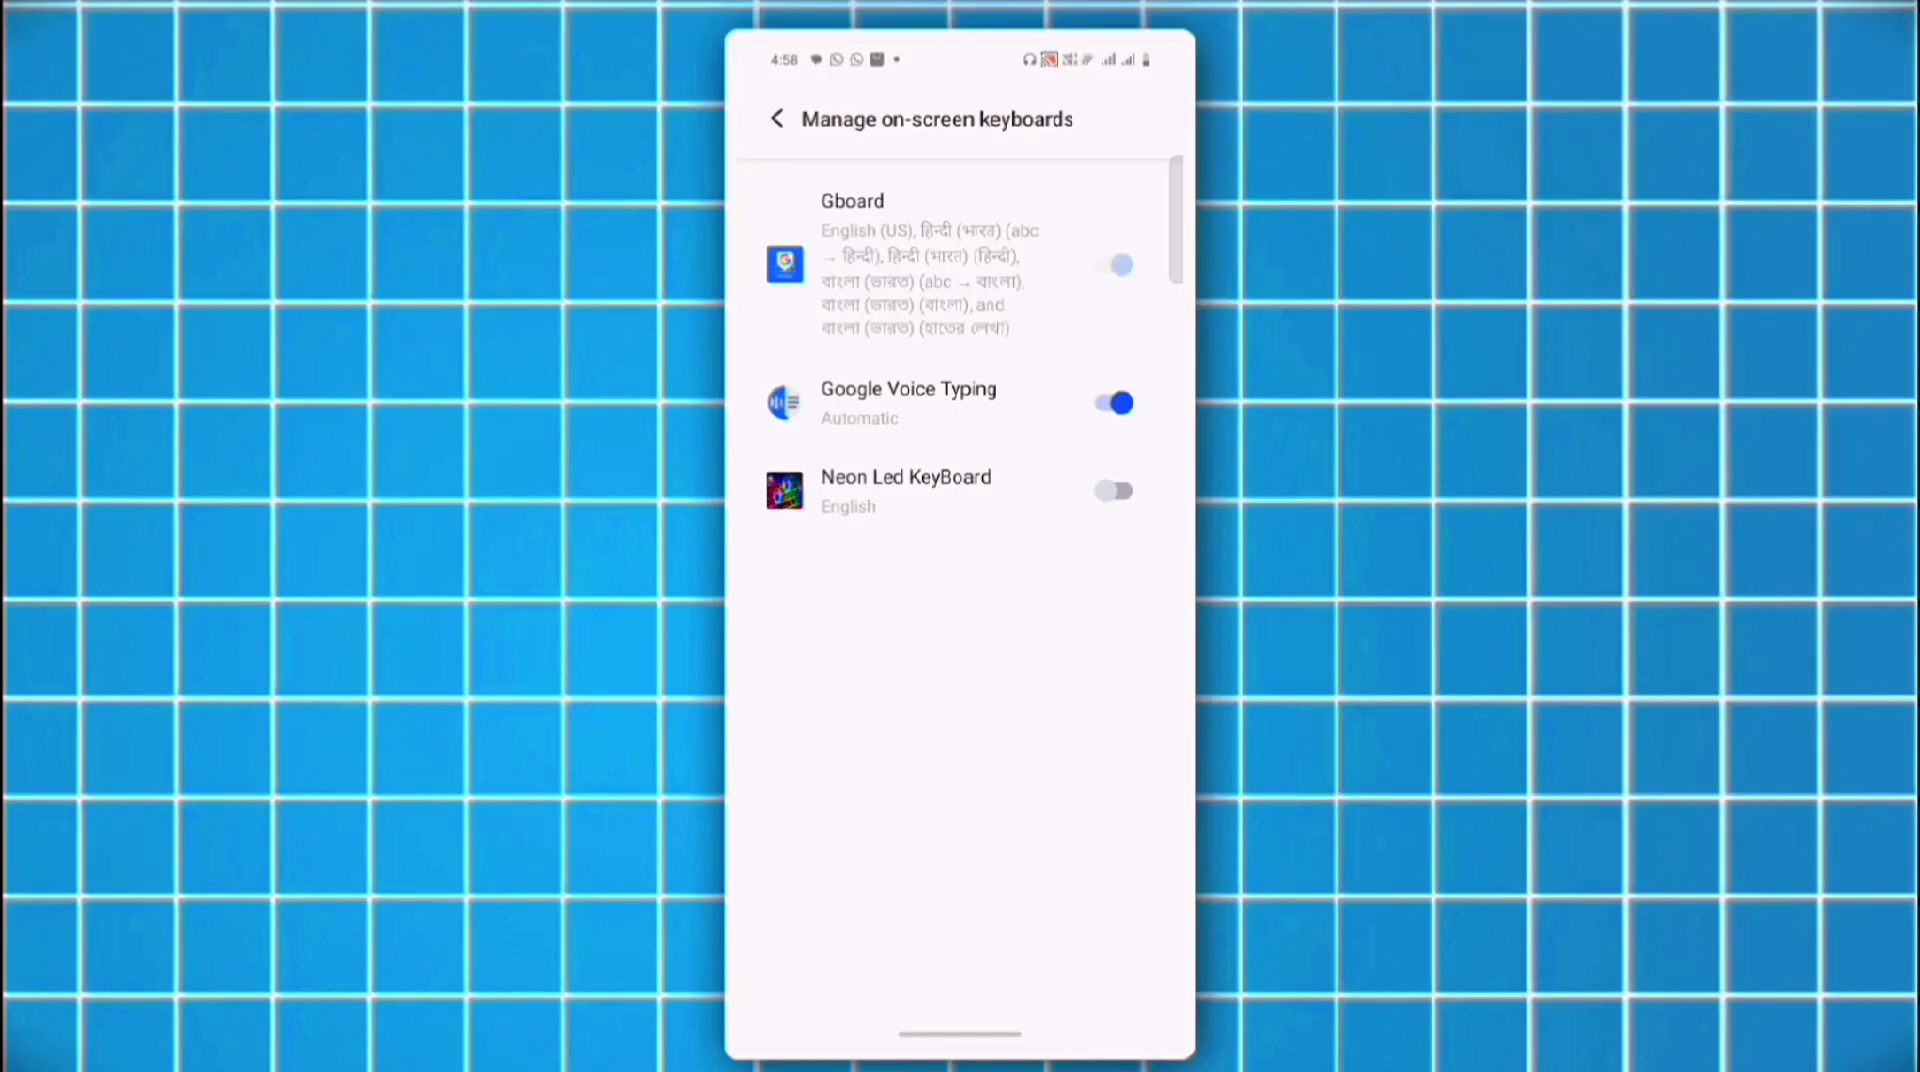 4:58
Manage on-screen keyboards
Gboard
English (US), हिन्दी (भारत) (abc
→ हिन्दी), हिन्दी (भारत) (हिन्दी),
বাংলা (ভারত) (abc → বাংলা),
বাংলা (ভারত) (বাংলা), and
বাংলা (ভারত) (হাতের লেখা)
Google Voice Typing
Automatic
Neon Led KeyBoard
English